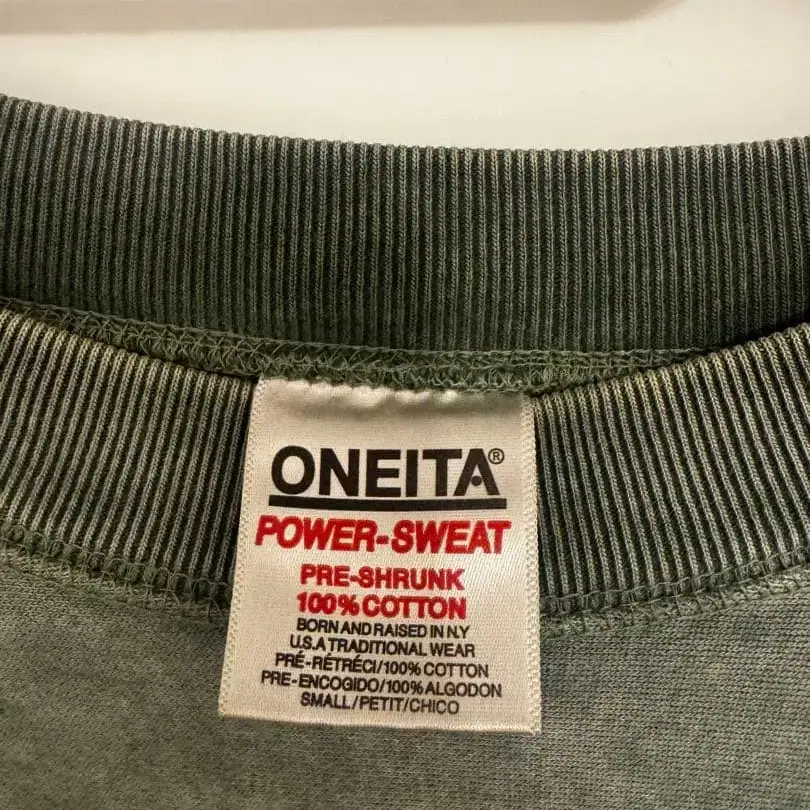 ONEITA®
POWER-SWEAT
PRE-SHRUNK
100% COTTON
BORN AND RAISED IN N.Y
U.S.A TRADITIONAL WEAR
PRÉ-RÉTRÉCI/100% COTTON
PRE-ENCOGIDO/100% ALGODON
SMALL/PETIT/CHICO